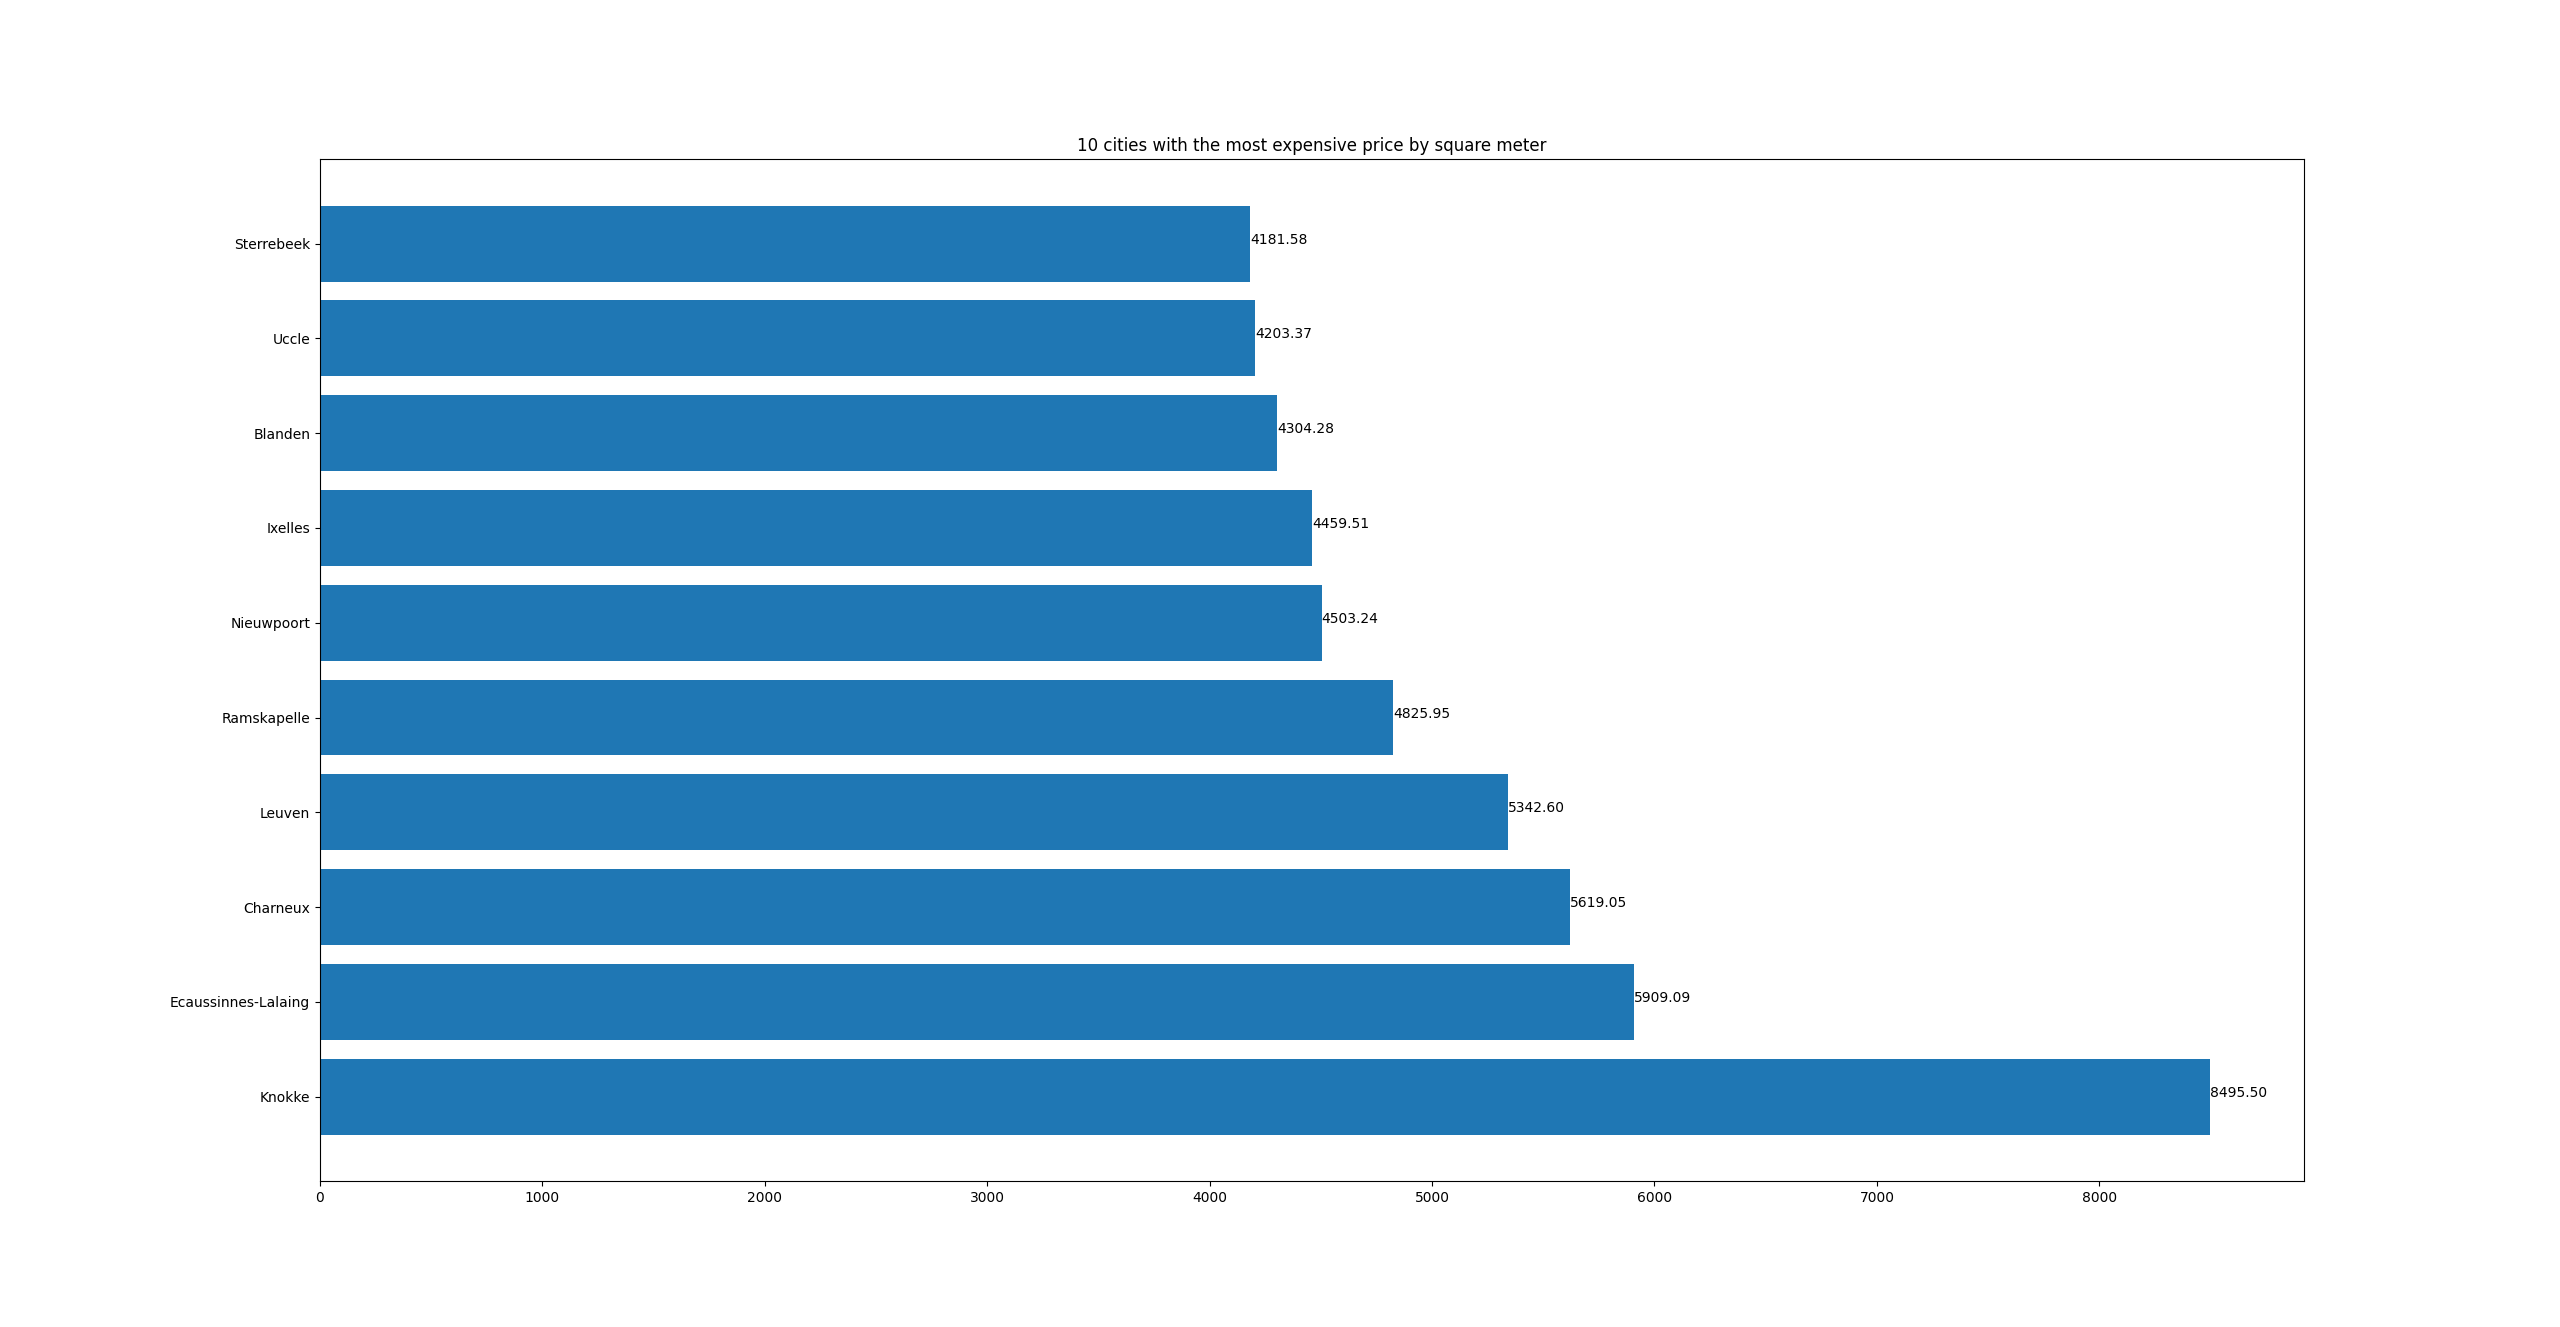 10 cities with the most expensive price by square meter
Sterrebeek 4181.58
Uccle 4203.37
Blanden 4304.28
Ixelles 4459.51
Nieuwpoort 4503.24
Ramskapelle 4825.95
Leuven 5342.60
Charneux 5619.05
Ecaussinnes-Lalaing 5909.09
Knokke 8495.50
0 1000 2000 3000 4000 5000 6000 7000 8000